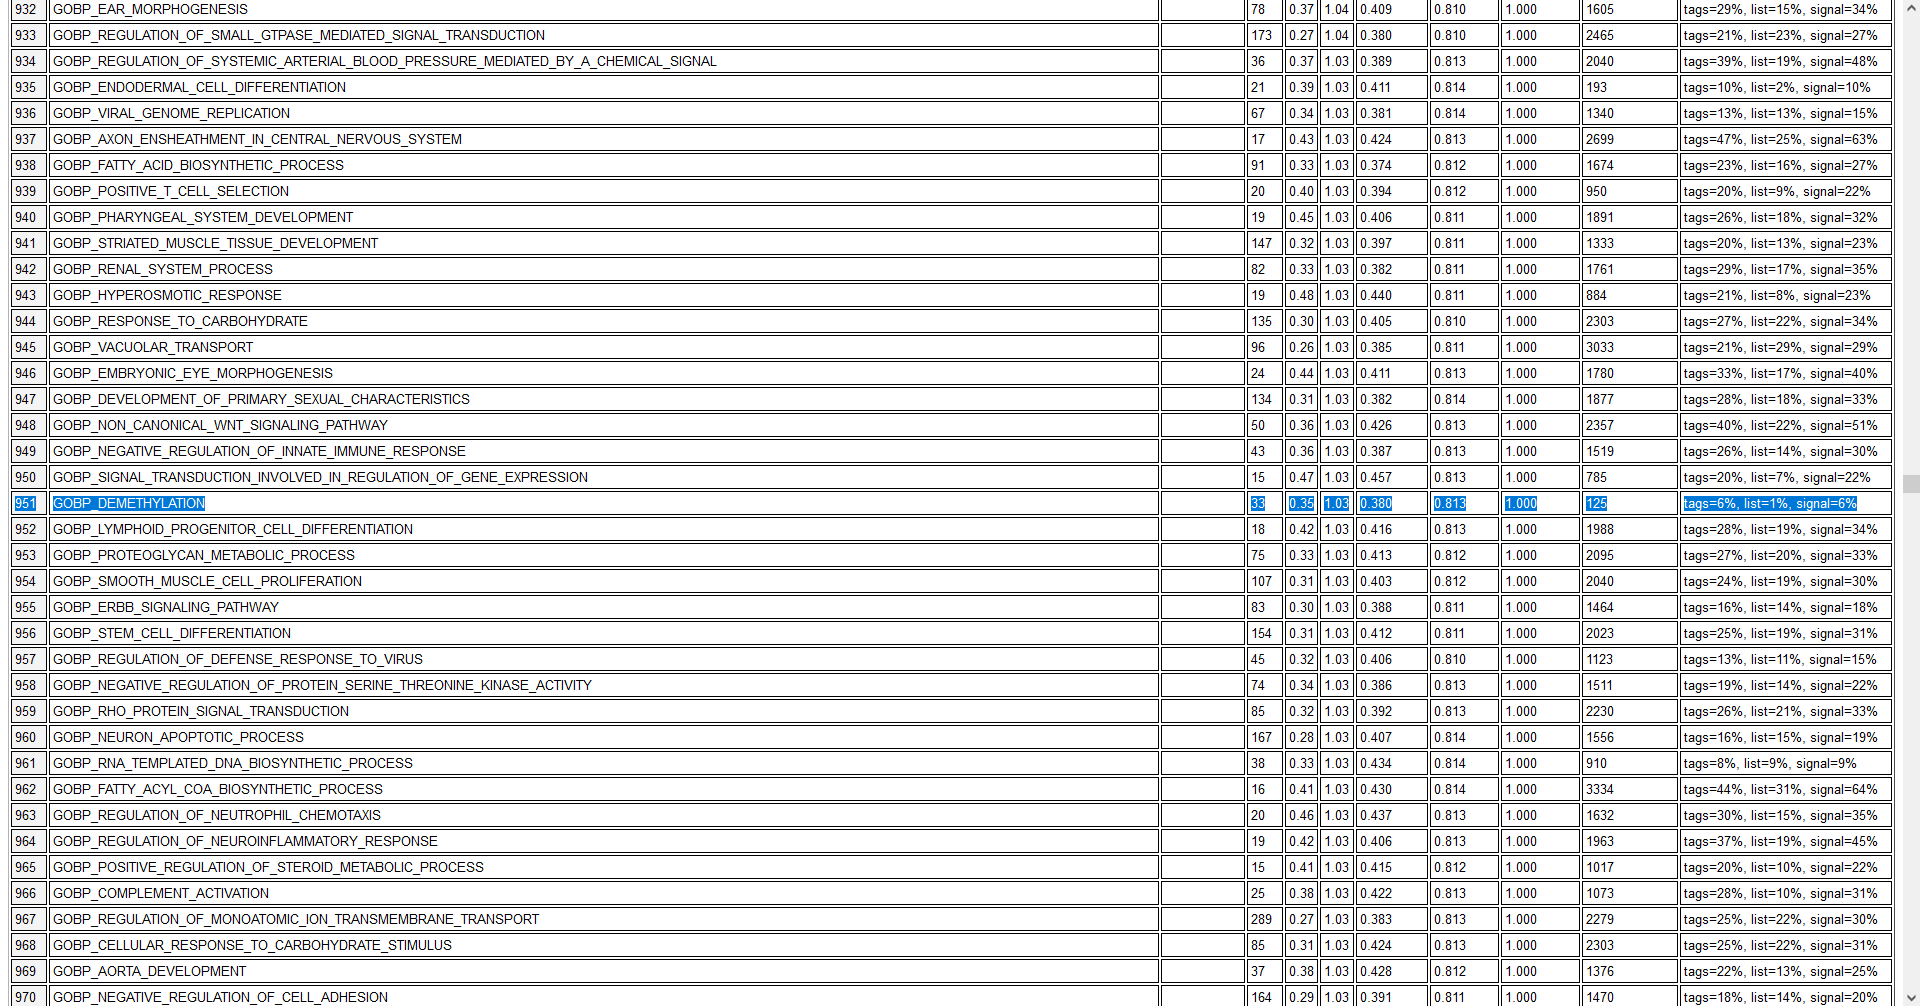 932 GOBP_EAR_MORPHOGENESIS 78 0.37 1.04 0.409 0.810 1.000 1605 tags=29%, list=15%, signal=34%
933 GOBP_REGULATION_OF_SMALL_GTPASE_MEDIATED_SIGNAL_TRANSDUCTION 173 0.27 1.04 0.380 0.810 1.000 2465 tags=21%, list=23%, signal=27%
934 GOBP_REGULATION_OF_SYSTEMIC_ARTERIAL_BLOOD_PRESSURE_MEDIATED_BY_A_CHEMICAL_SIGNAL 36 0.37 1.03 0.389 0.813 1.000 2040 tags=39%, list=19%, signal=48%
935 GOBP_ENDODERMAL_CELL_DIFFERENTIATION 21 0.39 1.03 0.411 0.814 1.000 193 tags=10%, list=2%, signal=10%
936 GOBP_VIRAL_GENOME_REPLICATION 67 0.34 1.03 0.381 0.814 1.000 1340 tags=13%, list=13%, signal=15%
937 GOBP_AXON_ENSHEATHMENT_IN_CENTRAL_NERVOUS_SYSTEM 17 0.43 1.03 0.424 0.813 1.000 2699 tags=47%, list=25%, signal=63%
938 GOBP_FATTY_ACID_BIOSYNTHETIC_PROCESS 91 0.33 1.03 0.374 0.812 1.000 1674 tags=23%, list=16%, signal=27%
939 GOBP_POSITIVE_T_CELL_SELECTION 20 0.40 1.03 0.394 0.812 1.000 950 tags=20%, list=9%, signal=22%
940 GOBP_PHARYNGEAL_SYSTEM_DEVELOPMENT 19 0.45 1.03 0.406 0.811 1.000 1891 tags=26%, list=18%, signal=32%
941 GOBP_STRIATED_MUSCLE_TISSUE_DEVELOPMENT 147 0.32 1.03 0.397 0.811 1.000 1333 tags=20%, list=13%, signal=23%
942 GOBP_RENAL_SYSTEM_PROCESS 82 0.33 1.03 0.382 0.811 1.000 1761 tags=29%, list=17%, signal=35%
943 GOBP_HYPEROSMOTIC_RESPONSE 19 0.48 1.03 0.440 0.811 1.000 884 tags=21%, list=8%, signal=23%
944 GOBP_RESPONSE_TO_CARBOHYDRATE 135 0.30 1.03 0.405 0.810 1.000 2303 tags=27%, list=22%, signal=34%
945 GOBP_VACUOLAR_TRANSPORT 96 0.26 1.03 0.385 0.811 1.000 3033 tags=21%, list=29%, signal=29%
946 GOBP_EMBRYONIC_EYE_MORPHOGENESIS 24 0.44 1.03 0.411 0.813 1.000 1780 tags=33%, list=17%, signal=40%
947 GOBP_DEVELOPMENT_OF_PRIMARY_SEXUAL_CHARACTERISTICS 134 0.31 1.03 0.382 0.814 1.000 1877 tags=28%, list=18%, signal=33%
948 GOBP_NON_CANONICAL_WNT_SIGNALING_PATHWAY 50 0.36 1.03 0.426 0.813 1.000 2357 tags=40%, list=22%, signal=51%
949 GOBP_NEGATIVE_REGULATION_OF_INNATE_IMMUNE_RESPONSE 43 0.36 1.03 0.387 0.813 1.000 1519 tags=26%, list=14%, signal=30%
950 GOBP_SIGNAL_TRANSDUCTION_INVOLVED_IN_REGULATION_OF_GENE_EXPRESSION 15 0.47 1.03 0.457 0.813 1.000 785 tags=20%, list=7%, signal=22%
951 GOBP_DEMETHYLATION 33 0.35 1.03 0.380 0.813 1.000 125 tags=6%, list=1%, signal=6%
952 GOBP_LYMPHOID_PROGENITOR_CELL_DIFFERENTIATION 18 0.42 1.03 0.416 0.813 1.000 1988 tags=28%, list=19%, signal=34%
953 GOBP_PROTEOGLYCAN_METABOLIC_PROCESS 75 0.33 1.03 0.413 0.812 1.000 2095 tags=27%, list=20%, signal=33%
954 GOBP_SMOOTH_MUSCLE_CELL_PROLIFERATION 107 0.31 1.03 0.403 0.812 1.000 2040 tags=24%, list=19%, signal=30%
955 GOBP_ERBB_SIGNALING_PATHWAY 83 0.30 1.03 0.388 0.811 1.000 1464 tags=16%, list=14%, signal=18%
956 GOBP_STEM_CELL_DIFFERENTIATION 154 0.31 1.03 0.412 0.811 1.000 2023 tags=25%, list=19%, signal=31%
957 GOBP_REGULATION_OF_DEFENSE_RESPONSE_TO_VIRUS 45 0.32 1.03 0.406 0.810 1.000 1123 tags=13%, list=11%, signal=15%
958 GOBP_NEGATIVE_REGULATION_OF_PROTEIN_SERINE_THREONINE_KINASE_ACTIVITY 74 0.34 1.03 0.386 0.813 1.000 1511 tags=19%, list=14%, signal=22%
959 GOBP_RHO_PROTEIN_SIGNAL_TRANSDUCTION 85 0.32 1.03 0.392 0.813 1.000 2230 tags=26%, list=21%, signal=33%
960 GOBP_NEURON_APOPTOTIC_PROCESS 167 0.28 1.03 0.407 0.814 1.000 1556 tags=16%, list=15%, signal=19%
961 GOBP_RNA_TEMPLATED_DNA_BIOSYNTHETIC_PROCESS 38 0.33 1.03 0.434 0.814 1.000 910 tags=8%, list=9%, signal=9%
962 GOBP_FATTY_ACYL_COA_BIOSYNTHETIC_PROCESS 16 0.41 1.03 0.430 0.814 1.000 3334 tags=44%, list=31%, signal=64%
963 GOBP_REGULATION_OF_NEUTROPHIL_CHEMOTAXIS 20 0.46 1.03 0.437 0.813 1.000 1632 tags=30%, list=15%, signal=35%
964 GOBP_REGULATION_OF_NEUROINFLAMMATORY_RESPONSE 19 0.42 1.03 0.406 0.813 1.000 1963 tags=37%, list=19%, signal=45%
965 GOBP_POSITIVE_REGULATION_OF_STEROID_METABOLIC_PROCESS 15 0.41 1.03 0.415 0.812 1.000 1017 tags=20%, list=10%, signal=22%
966 GOBP_COMPLEMENT_ACTIVATION 25 0.38 1.03 0.422 0.813 1.000 1073 tags=28%, list=10%, signal=31%
967 GOBP_REGULATION_OF_MONOATOMIC_ION_TRANSMEMBRANE_TRANSPORT 289 0.27 1.03 0.383 0.813 1.000 2279 tags=25%, list=22%, signal=30%
968 GOBP_CELLULAR_RESPONSE_TO_CARBOHYDRATE_STIMULUS 85 0.31 1.03 0.424 0.813 1.000 2303 tags=25%, list=22%, signal=31%
969 GOBP_AORTA_DEVELOPMENT 37 0.38 1.03 0.428 0.812 1.000 1376 tags=22%, list=13%, signal=25%
970 GOBP_NEGATIVE_REGULATION_OF_CELL_ADHESION 164 0.29 1.03 0.391 0.811 1.000 1470 tags=18%, list=14%, signal=20%